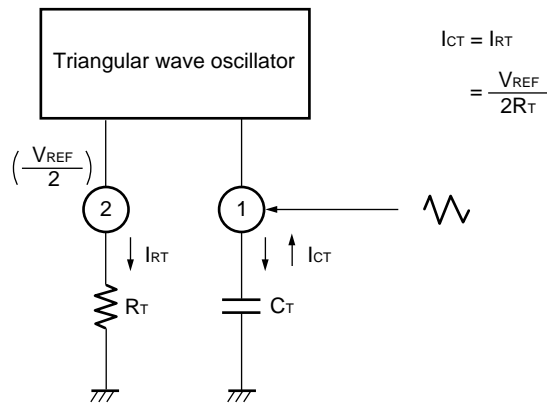 Triangular wave oscillator
ICT = IRT
= VREF
2RT
(VREF
2)
2
1
IRT
ICT
RT
CT